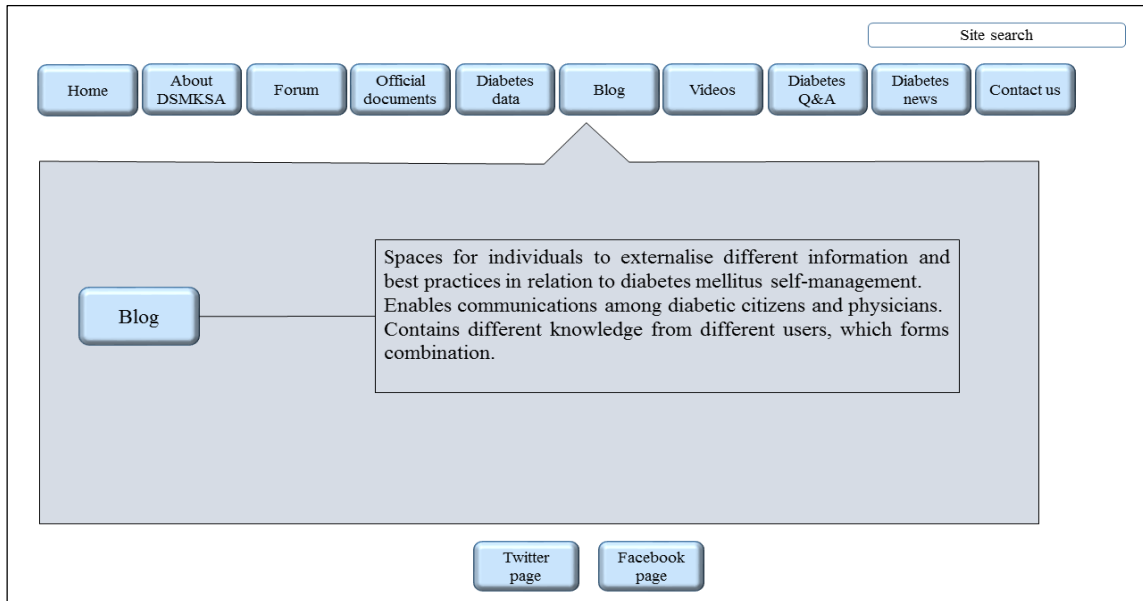 Site search
Home
About
DSMKSA
Forum
Official
documents
Diabetes
data
Blog
Videos
Diabetes
Q&A
Diabetes
news
Contact us
Blog
Spaces for individuals to externalise different information and
best practices in relation to diabetes mellitus self-management.
Enables communications among diabetic citizens and physicians.
Contains different knowledge from different users, which forms
combination.
Twitter
page
Facebook
page